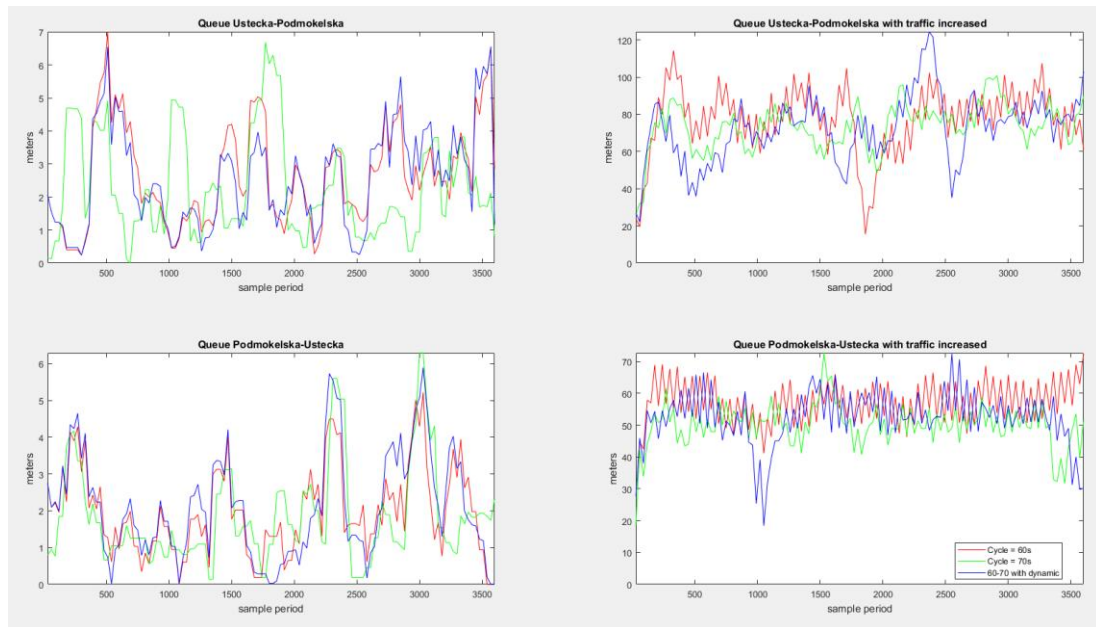 Queue Ustecka-Podmokelska
7
6
5
4
3
2
1
0
meters
500 1000 1500 2000 2500 3000 3500
sample period
Queue Ustecka-Podmokelska with traffic increased
120
100
80
60
40
20
0
meters
500 1000 1500 2000 2500 3000 3500
sample period
Queue Podmokelska-Ustecka
6
5
4
3
2
1
0
meters
500 1000 1500 2000 2500 3000 3500
sample period
Queue Podmokelska-Ustecka with traffic increased
70
60
50
40
30
20
10
0
meters
500 1000 1500 2000 2500 3000 3500
sample period
Cycle = 60s
Cycle = 70s
60-70 with dynamic